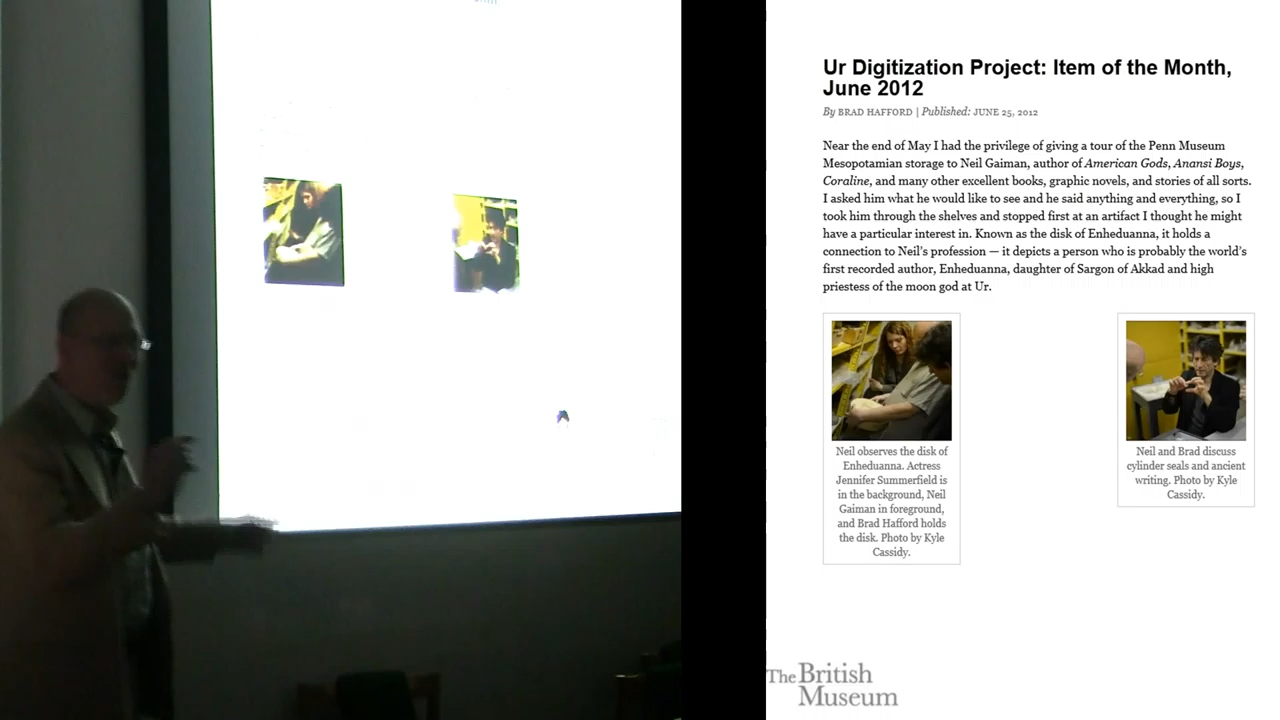 Ur Digitization Project: Item of the Month,
June 2012
By BRAD HAFFORD | Published: JUNE 25, 2012
Near the end of May I had the privilege of giving a tour of the Penn Museum
Mesopotamian storage to Neil Gaiman, author of American Gods, Anansi Boys,
Coraline, and many other excellent books, graphic novels, and stories of all sorts.
I asked him what he would like to see and he said anything and everything, so I
took him through the shelves and stopped first at an artifact I thought he might
have a particular interest in. Known as the disk of Enheduanna, it holds a
connection to Neil's profession — it depicts a person who is probably the world's
first recorded author, Enheduanna, daughter of Sargon of Akkad and high
priestess of the moon god at Ur.
Neil observes the disk of
Enheduanna. Actress
Jennifer Summerfield is
in the background, Neil
Gaiman in foreground,
and Brad Hafford holds
the disk. Photo by Kyle
Cassidy.
Neil and Brad discuss
cylinder seals and ancient
writing. Photo by Kyle
Cassidy.
The British
Museum